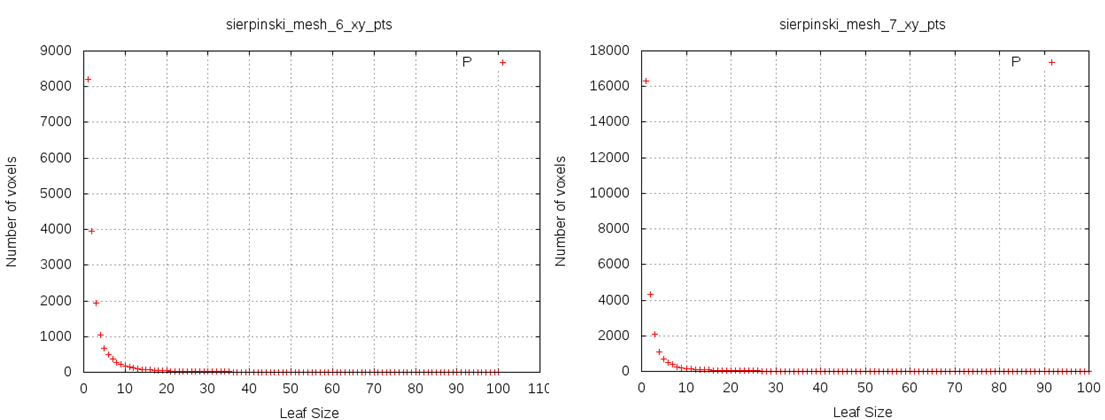 sierpinski_mesh_6_xy_pts
9000
8000
7000
6000
5000
4000
3000
2000
1000
0
Number of voxels
P
0 10 20 30 40 50 60 70 80 90 100 110
Leaf Size
sierpinski_mesh_7_xy_pts
18000
16000
14000
12000
10000
8000
6000
4000
2000
0
Number of voxels
P
0 10 20 30 40 50 60 70 80 90 100
Leaf Size